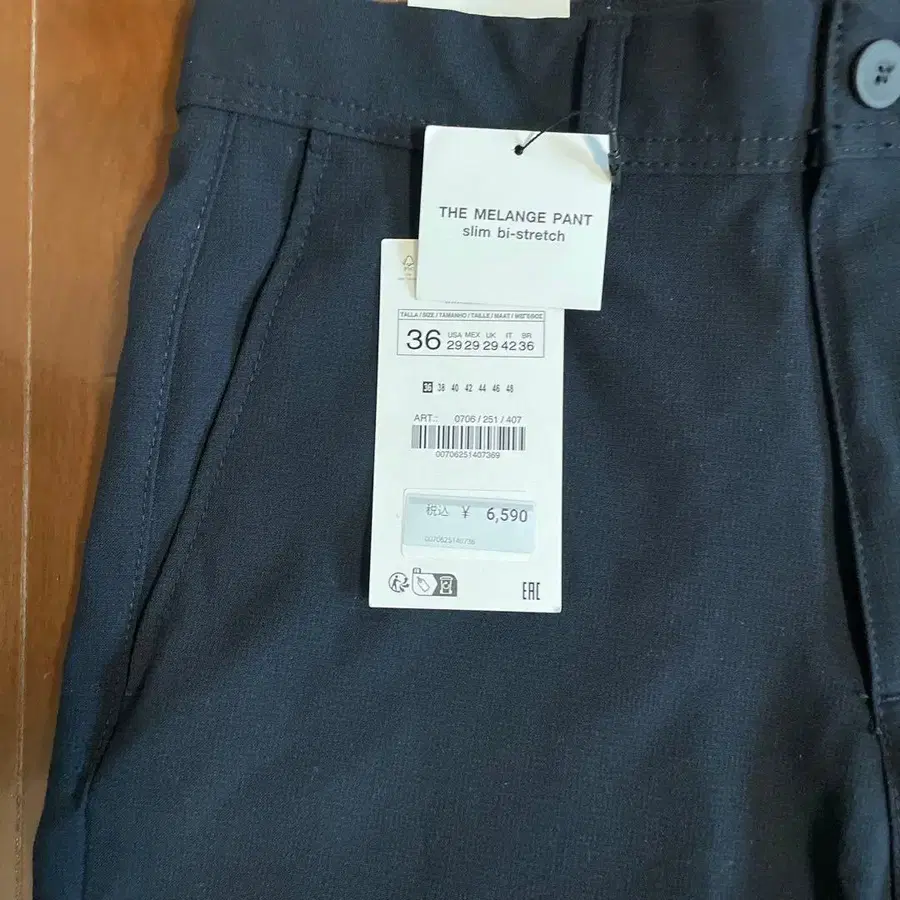 THE MELANGE PANT
slim bi-stretch
TALLA / SIZE / TAMANHO / TAILLE / MAAT / ΜΕΓΕΘΟΣ
36
USA MEX UK IT BR
29 29 29 42 36
36 38 40 42 44 46 48
ART.: 0706 / 251 / 407
00706251407369
税込 ¥ 6,590
FR
EAC